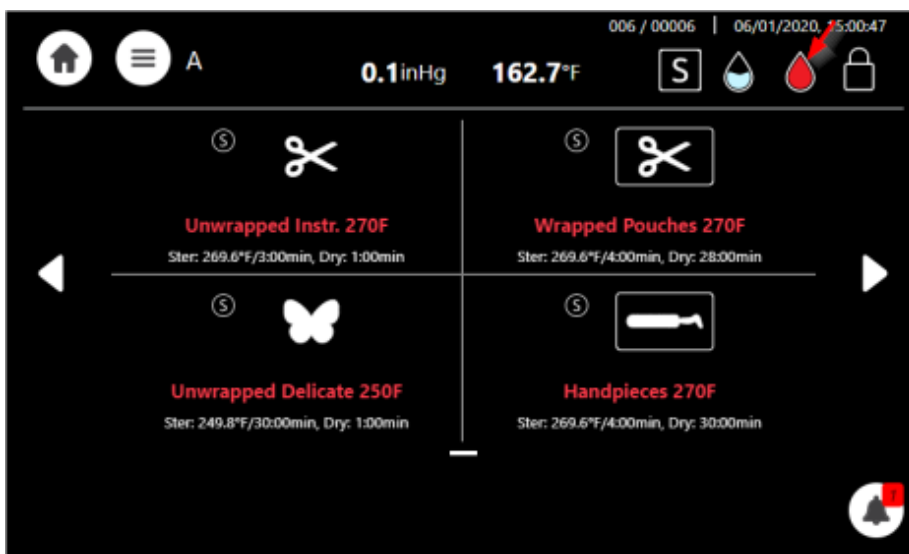 006 / 00006 | 06/01/2020, 15:00:47
A
0.1inHg 162.7°F S
S S
Unwrapped Instr. 270F Wrapped Pouches 270F
Ster: 269.6°F/3:00min, Dry: 1:00min Ster: 269.6°F/4:00min, Dry: 28:00min
S S
Unwrapped Delicate 250F Handpieces 270F
Ster: 249.8°F/30:00min, Dry: 1:00min Ster: 269.6°F/4:00min, Dry: 30:00min
7